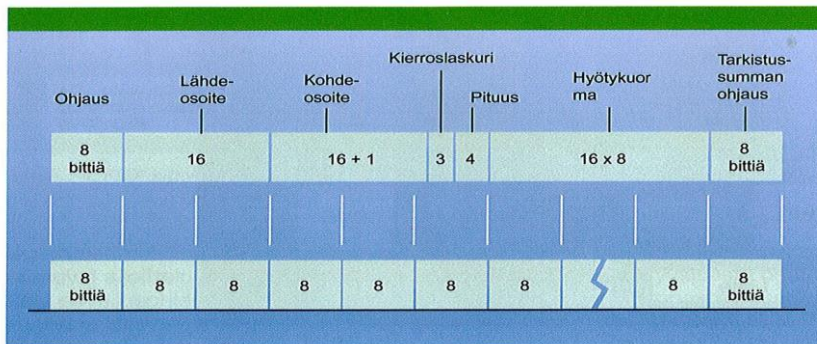 Kierroslaskuri
Lähde-
osoite
Kohde-
osoite
Hyötykuor
ma
Tarkistus-
summan
ohjaus
Ohjaus
Pituus
8
bittiä
16
16 + 1
3
4
16 x 8
8
bittiä
8
bittiä
8
8
8
8
8
8
8
8
bittiä